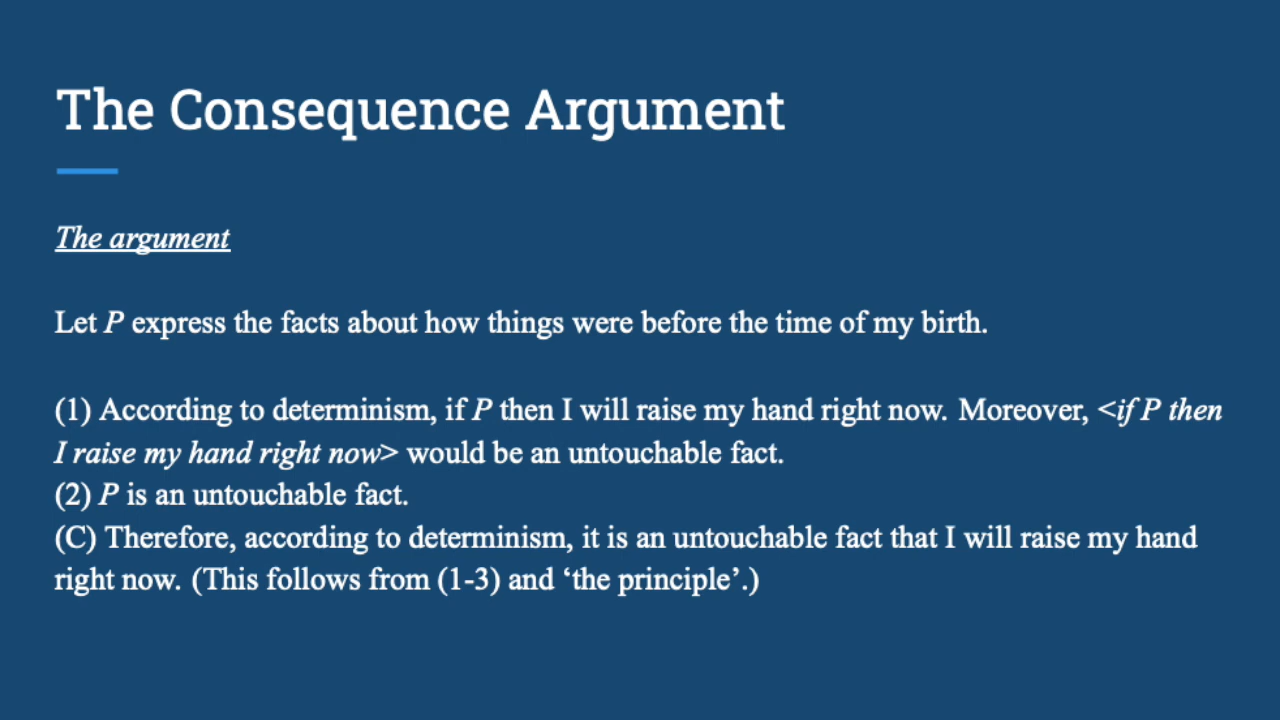 The Consequence Argument
The argument
Let P express the facts about how things were before the time of my birth.
(1) According to determinism, if P then I will raise my hand right now. Moreover, <if P then
I raise my hand right now> would be an untouchable fact.
(2) P is an untouchable fact.
(C) Therefore, according to determinism, it is an untouchable fact that I will raise my hand
right now. (This follows from (1-3) and ‘the principle’.)